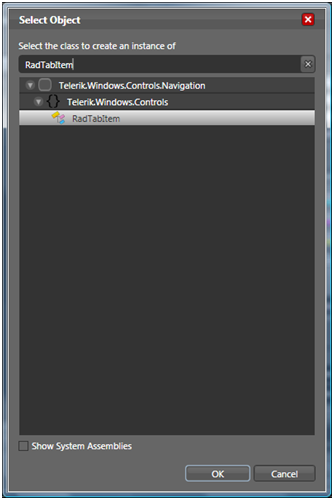 Select Object
Select the class to create an instance of
RadTabItem
Telerik.Windows.Controls.Navigation
{} Telerik.Windows.Controls
RadTabItem
Show System Assemblies
OK
Cancel